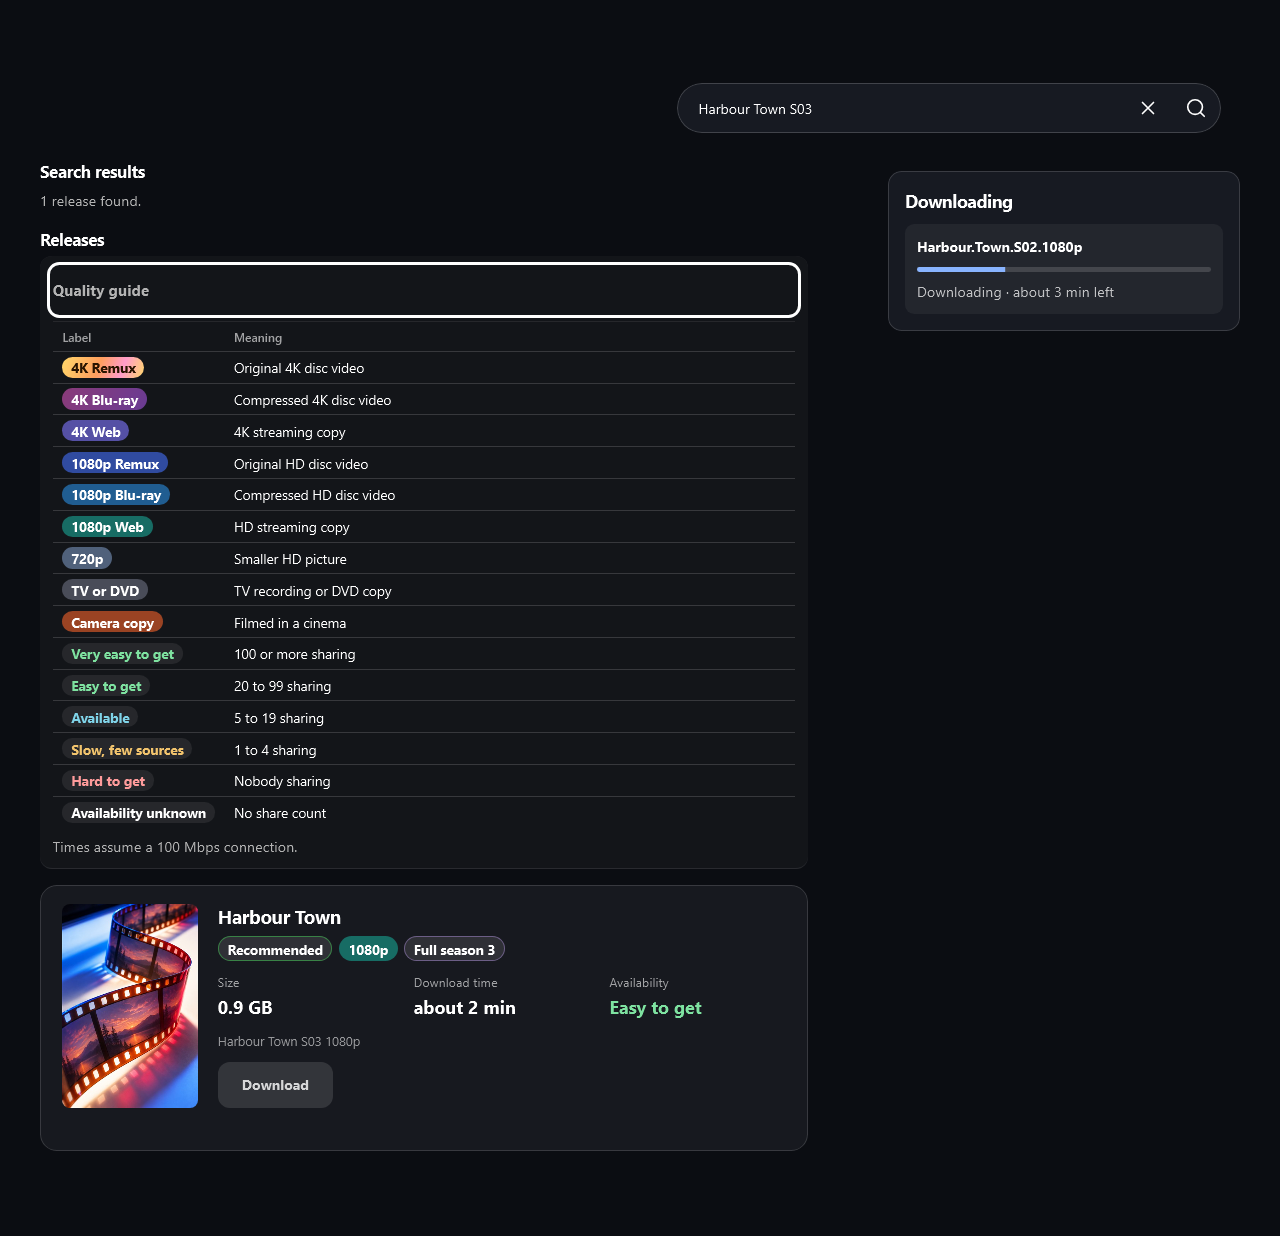 Harbour Town S03
Search results
1 release found.
Releases
Quality guide
Label Meaning
4K Remux Original 4K disc video
4K Blu-ray Compressed 4K disc video
4K Web 4K streaming copy
1080p Remux Original HD disc video
1080p Blu-ray Compressed HD disc video
1080p Web HD streaming copy
720p Smaller HD picture
TV or DVD TV recording or DVD copy
Camera copy Filmed in a cinema
Very easy to get 100 or more sharing
Easy to get 20 to 99 sharing
Available 5 to 19 sharing
Slow, few sources 1 to 4 sharing
Hard to get Nobody sharing
Availability unknown No share count
Times assume a 100 Mbps connection.
Harbour Town
Recommended 1080p Full season 3
Size Download time Availability
0.9 GB about 2 min Easy to get
Harbour Town S03 1080p
Download
Downloading
Harbour.Town.S02.1080p
Downloading · about 3 min left